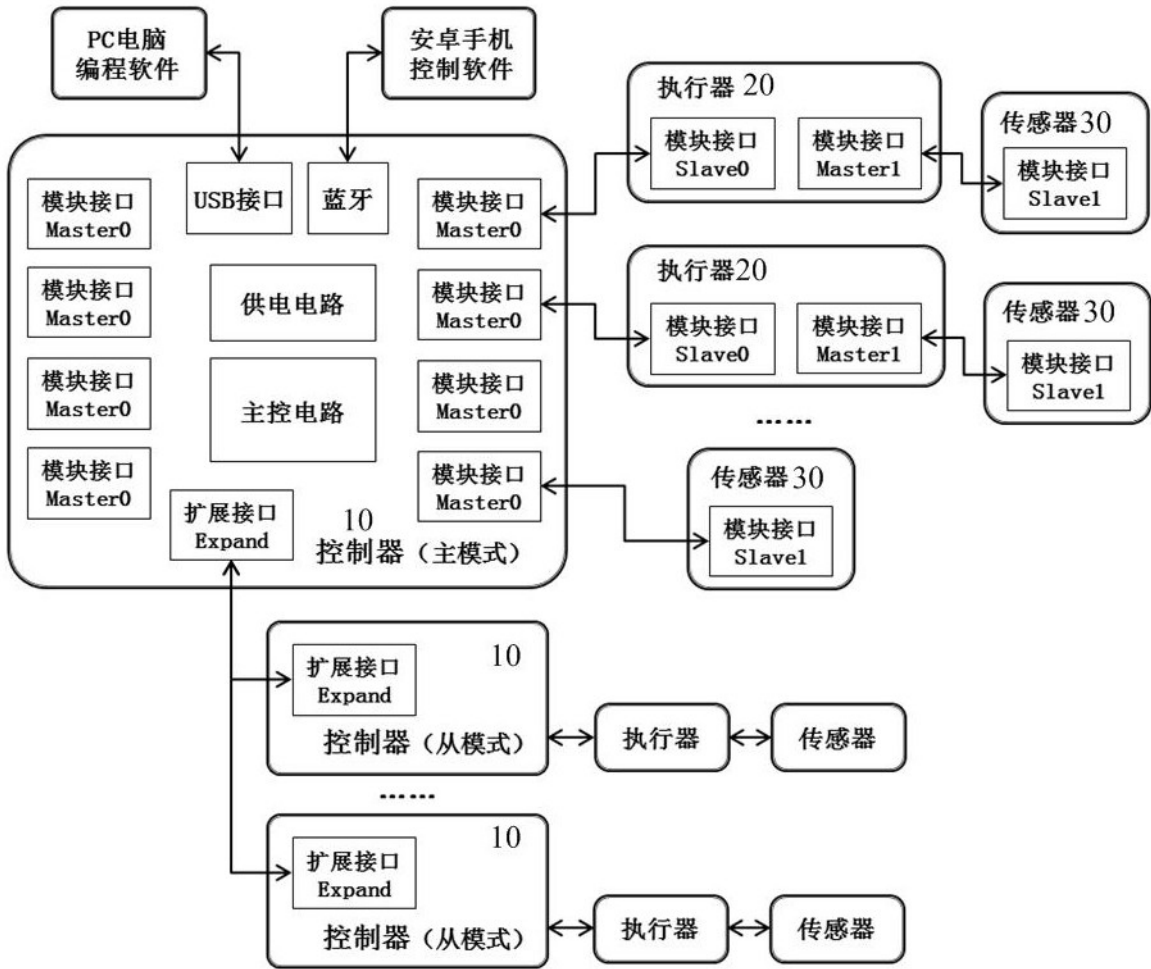 PC电脑
编程软件
安卓手机
控制软件
USB接口
蓝牙
模块接口
Master0
模块接口
Master0
模块接口
Master0
模块接口
Master0
供电电路
主控电路
模块接口
Master0
模块接口
Master0
模块接口
Master0
模块接口
Master0
扩展接口
Expand
10
控制器（主模式）
执行器20
模块接口
Slave0
模块接口
Master1
传感器30
模块接口
Slave1
执行器20
模块接口
Slave0
模块接口
Master1
传感器30
模块接口
Slave1
……
传感器30
模块接口
Slave1
10
扩展接口
Expand
控制器（从模式）
执行器
传感器
……
10
扩展接口
Expand
控制器（从模式）
执行器
传感器